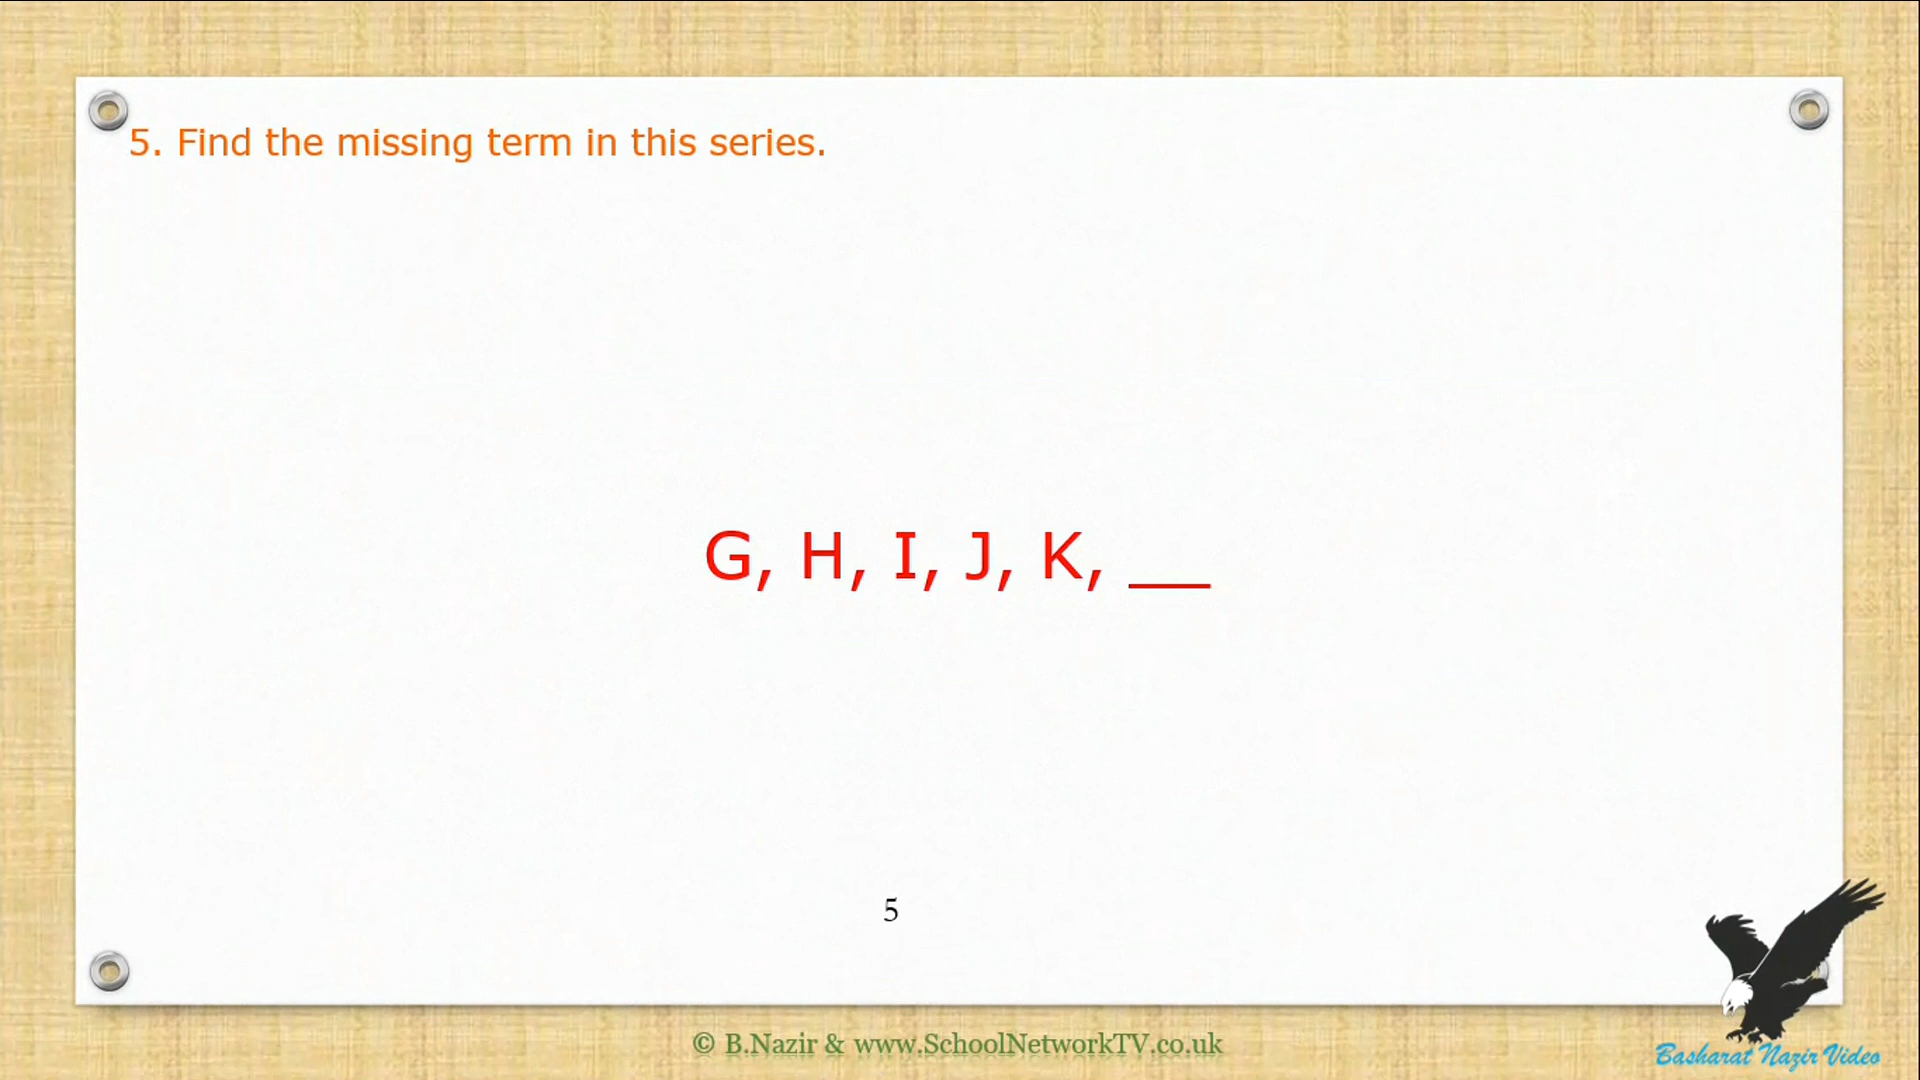 5. Find the missing term in this series.
G, H, I, J, K, __
5
© B.Nazir & www.SchoolNetworkTV.co.uk
Basharat Nazir Video